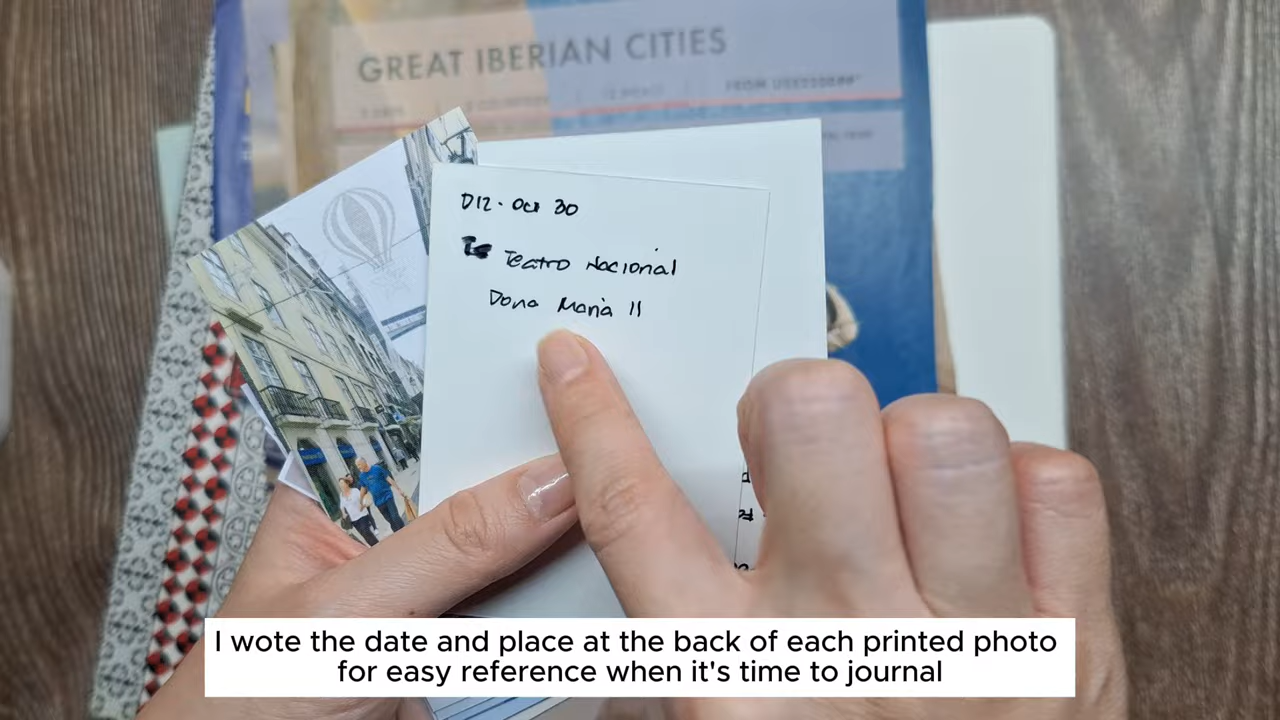 GREAT IBERIAN CITIES
D12 - Oct 30
Teatro Nacional
Dona Maria II
I wote the date and place at the back of each printed photo
for easy reference when it's time to journal